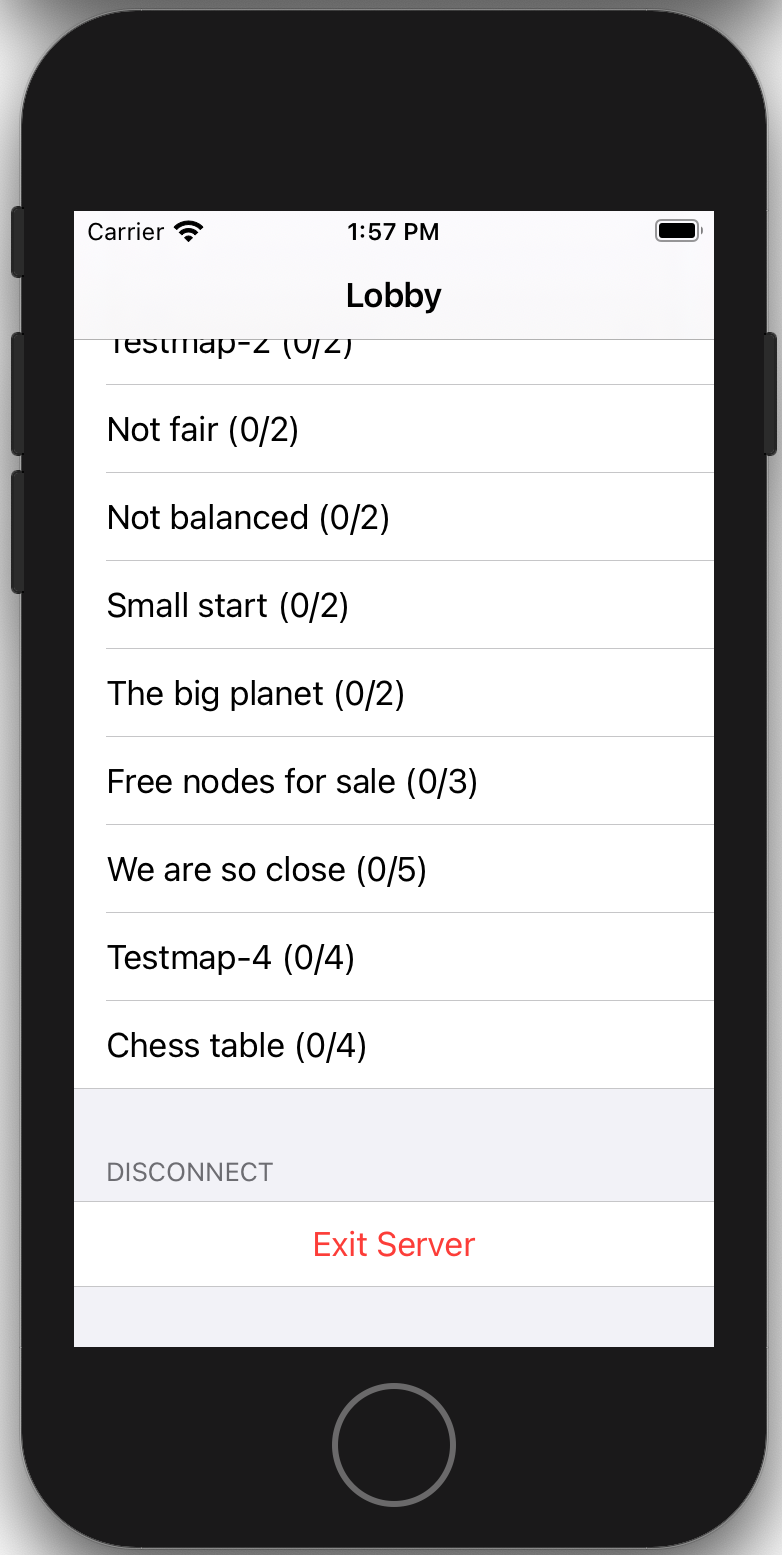 Carrier 1:57 PM
Lobby
Testmap-2 (0/2)
Not fair (0/2)
Not balanced (0/2)
Small start (0/2)
The big planet (0/2)
Free nodes for sale (0/3)
We are so close (0/5)
Testmap-4 (0/4)
Chess table (0/4)
DISCONNECT
Exit Server